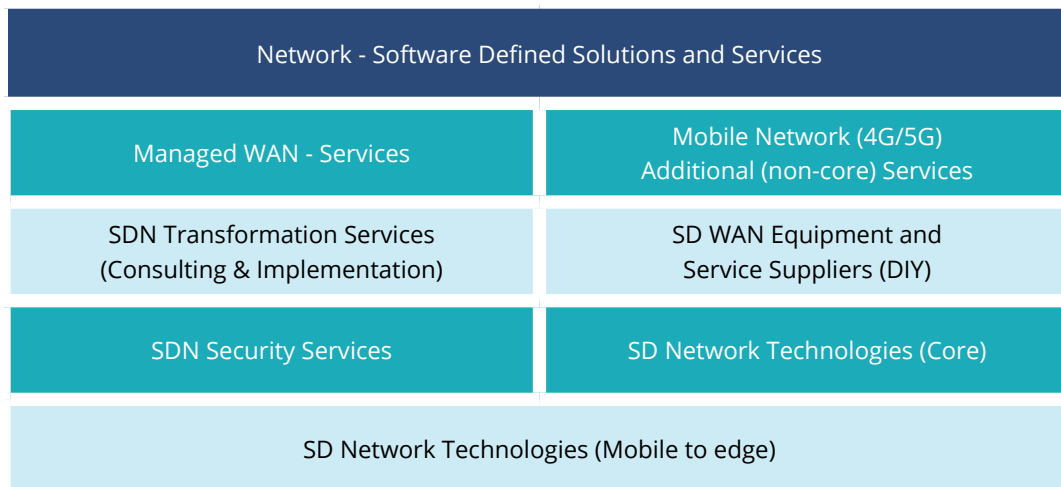 Network - Software Defined Solutions and Services
Managed WAN - Services
Mobile Network (4G/5G)
Additional (non-core) Services
SDN Transformation Services
(Consulting & Implementation)
SD WAN Equipment and
Service Suppliers (DIY)
SDN Security Services
SD Network Technologies (Core)
SD Network Technologies (Mobile to edge)